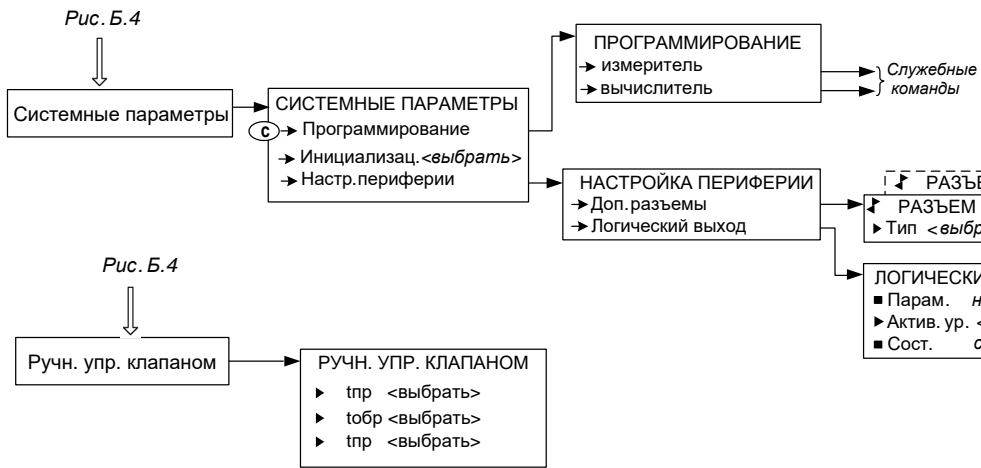 Рис. Б.4
Системные параметры
СИСТЕМНЫЕ ПАРАМЕТРЫ
С Программирование
Инициализац. <выбрать>
Настр.периферии
ПРОГРАММИРОВАНИЕ
измеритель
вычислитель
Служебные
команды
НАСТРОЙКА ПЕРИФЕРИИ
Доп.разъемы
Логический выход
РАЗЪЕМ
Тип
Парам.
Актив. ур.
Сост.
Рис. Б.4
Ручн. упр. клапаном
РУЧН. УПР. КЛАПАНОМ
tпр <выбрать>
tобр <выбрать>
tпр <выбрать>